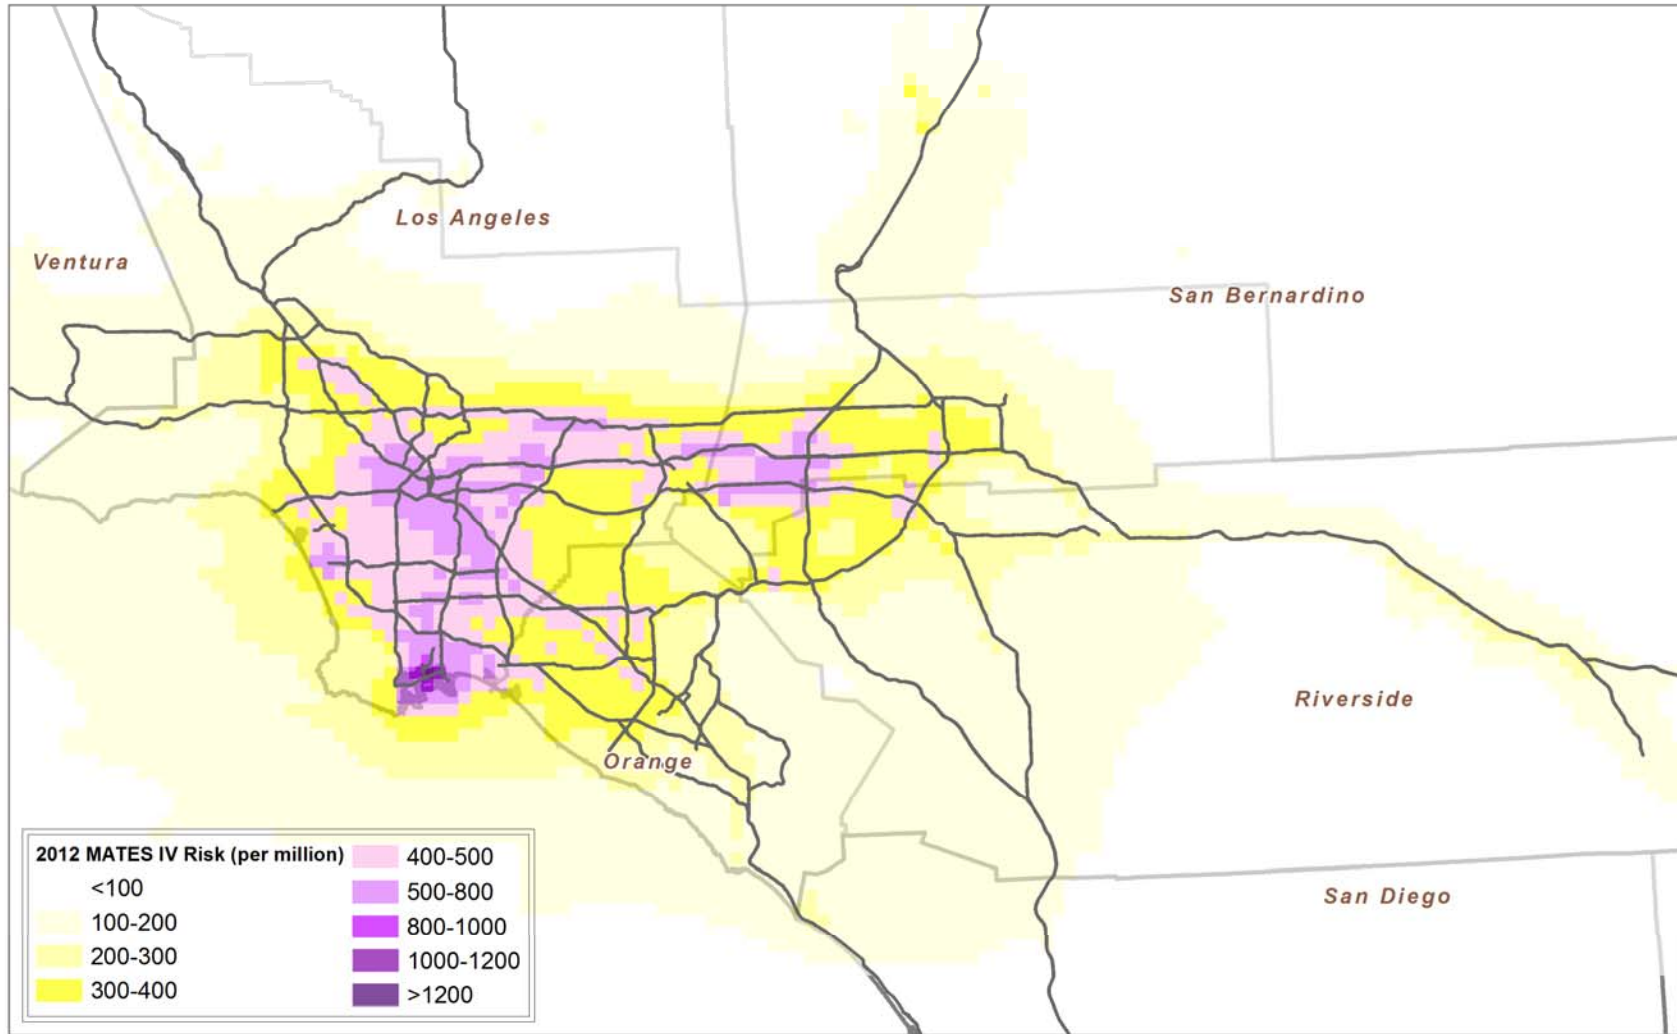 Los Angeles
Ventura
San Bernardino
Riverside
Orange
San Diego
2012 MATES IV Risk (per million)
<100
100-200
200-300
300-400
400-500
500-800
800-1000
1000-1200
>1200